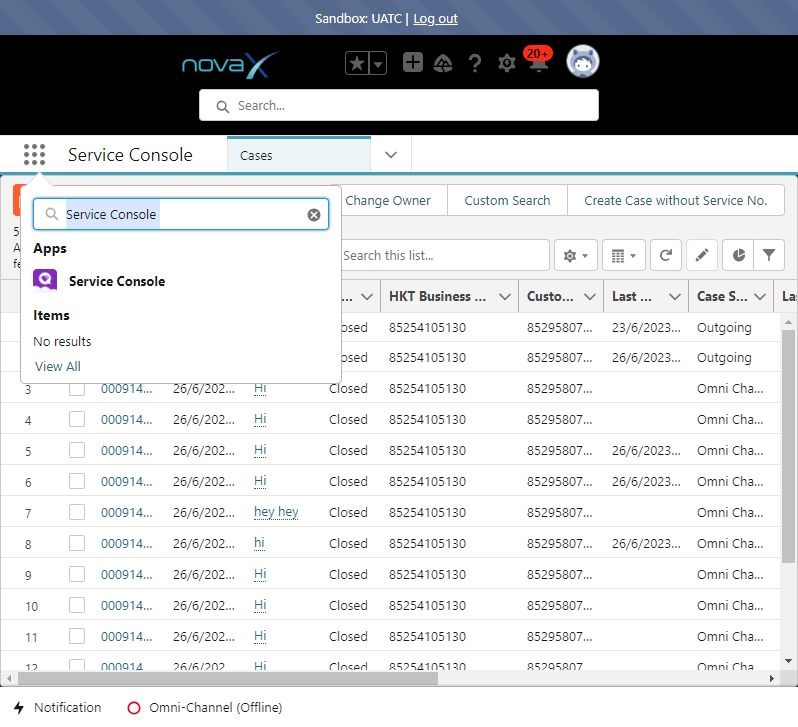 Sandbox: UATC | Log out
novaX
20+
Search...
Service Console Cases
Service Console
Change Owner Custom Search Create Case without Service No.
5
A
fe
Search this list...
Apps
Service Console
Items
No results
View All
... HKT Business ... Custo... Last ... Case S... La
losed 85254105130 85295807... 23/6/2023... Outgoing
losed 85254105130 85295807... 26/6/2023... Outgoing
3 000914... 26/6/202... Hi Closed 85254105130 85295807... Omni Cha...
4 000914... 26/6/202... Hi Closed 85254105130 85295807... Omni Cha...
5 000914... 26/6/202... Hi Closed 85254105130 85295807... 26/6/2023... Omni Cha...
6 000914... 26/6/202... Hi Closed 85254105130 85295807... 26/6/2023... Omni Cha...
7 000914... 26/6/202... hey hey Closed 85254105130 85295807... Omni Cha...
8 000914... 26/6/202... hi Closed 85254105130 85295807... 26/6/2023... Omni Cha...
9 000914... 26/6/202... Hi Closed 85254105130 85295807... Omni Cha...
10 000914... 26/6/202... Hi Closed 85254105130 85295807... Omni Cha...
11 000914... 26/6/202... Hi Closed 85254105130 85295807... Omni Cha...
12 000914... 26/6/202... Hi Closed 85254105130 85295807... Omni Cha...
Notification Omni-Channel (Offline)